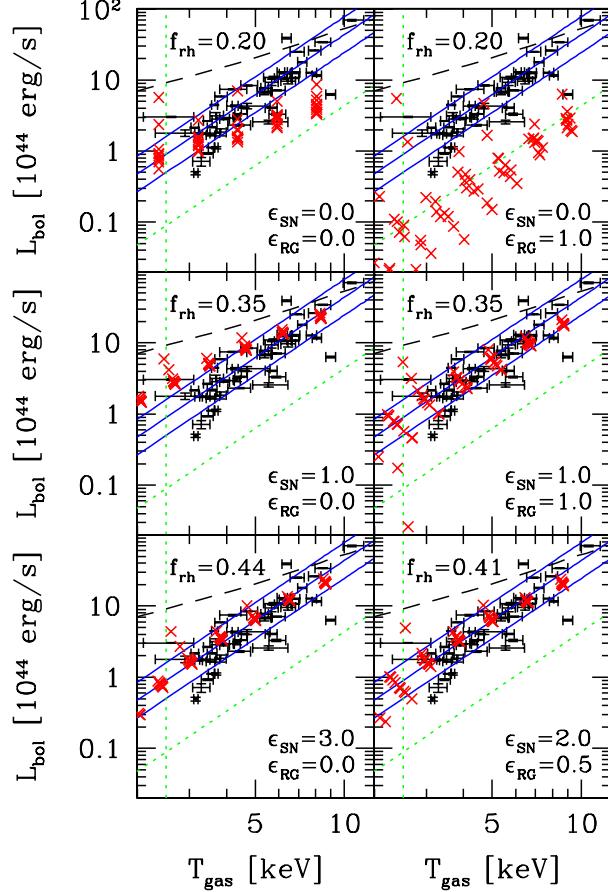 10²
f_rh=0.20
f_rh=0.20
10
L_bol [10⁴⁴ erg/s]
1
0.1
ϵ_SN=0.0
ϵ_RG=0.0
ϵ_SN=0.0
ϵ_RG=1.0
f_rh=0.35
f_rh=0.35
10
L_bol [10⁴⁴ erg/s]
1
0.1
ϵ_SN=1.0
ϵ_RG=0.0
ϵ_SN=1.0
ϵ_RG=1.0
f_rh=0.44
f_rh=0.41
10
L_bol [10⁴⁴ erg/s]
1
0.1
ϵ_SN=3.0
ϵ_RG=0.0
ϵ_SN=2.0
ϵ_RG=0.5
5 10 5 10
T_gas [keV] T_gas [keV]